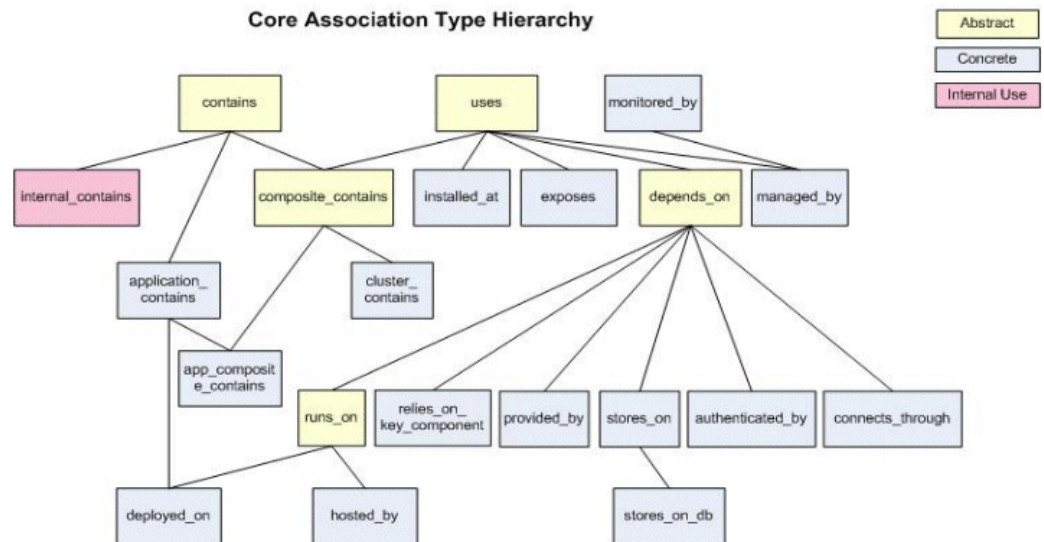 Core Association Type Hierarchy
Abstract
Concrete
Internal Use
contains
uses
monitored_by
internal_contains
composite_contains
installed_at
exposes
depends_on
managed_by
application_
contains
cluster_
contains
app_composit
e_contains
runs_on
relies_on_
key_component
provided_by
stores_on
authenticated_by
connects_through
deployed_on
hosted_by
stores_on_db